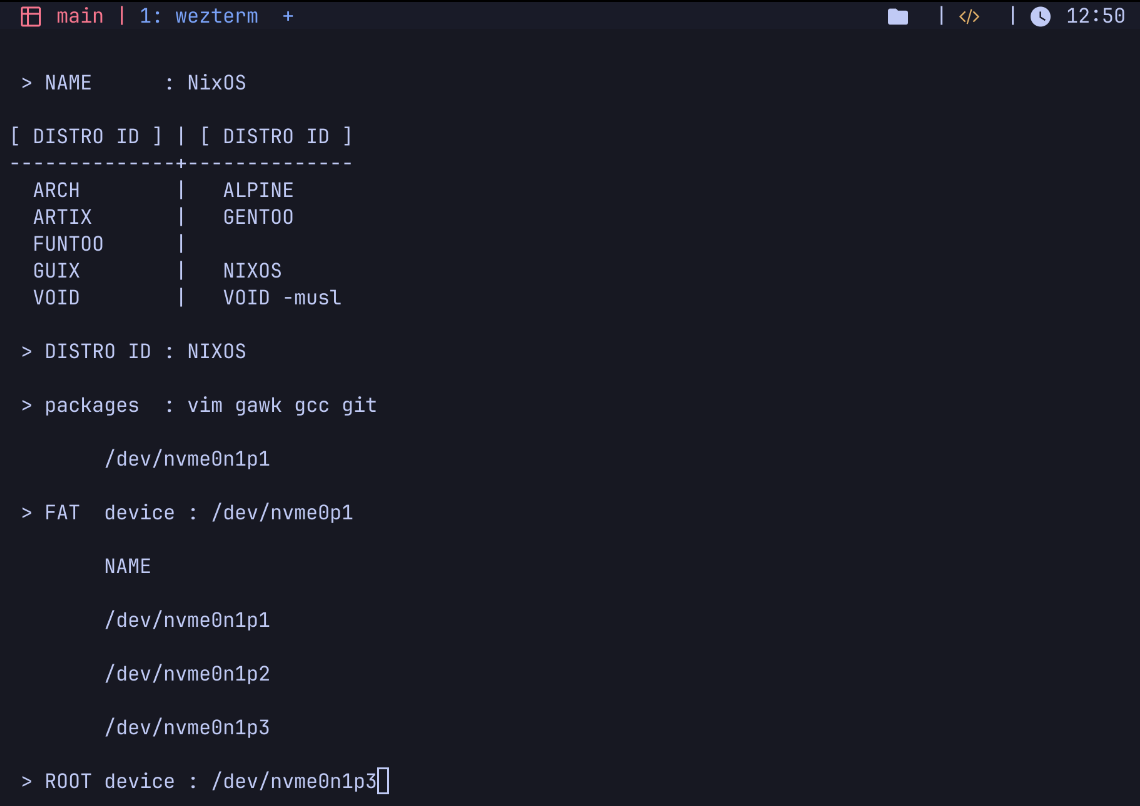 main | 1: wezterm +   | </>   | 12:50
> NAME      : NixOS
[ DISTRO ID ] | [ DISTRO ID ]
--------------+--------------
  ARCH        |   ALPINE
  ARTIX       |   GENTOO
  FUNTOO      |
  GUIX        |   NIXOS
  VOID        |   VOID -musl
> DISTRO ID : NIXOS
> packages  : vim gawk gcc git
/dev/nvme0n1p1
> FAT  device : /dev/nvme0p1
NAME
/dev/nvme0n1p1
/dev/nvme0n1p2
/dev/nvme0n1p3
> ROOT device : /dev/nvme0n1p3